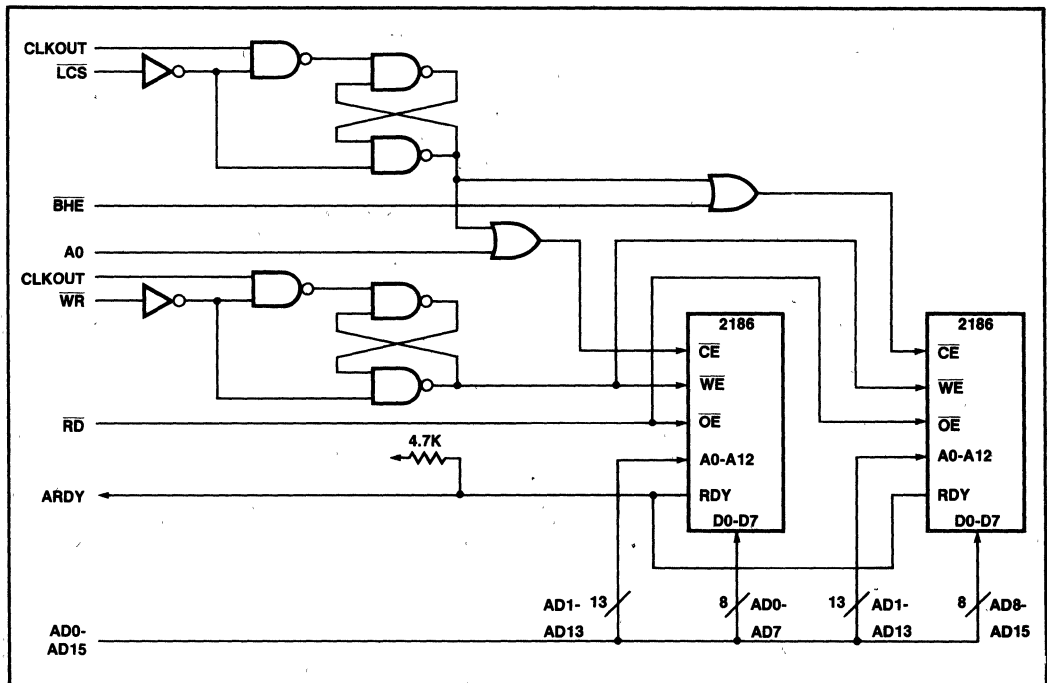 CLKOUT
LCS
BHE
A0
CLKOUT
WR
2186
2186
CE
CE
WE
WE
RD
OE
OE
4.7K
A0-A12
A0-A12
ARDY
RDY
RDY
D0-D7
D0-D7
AD1-
13
8
AD0-
13
AD1-
8
AD8-
AD0-
AD15
AD13
AD7
AD13
AD15